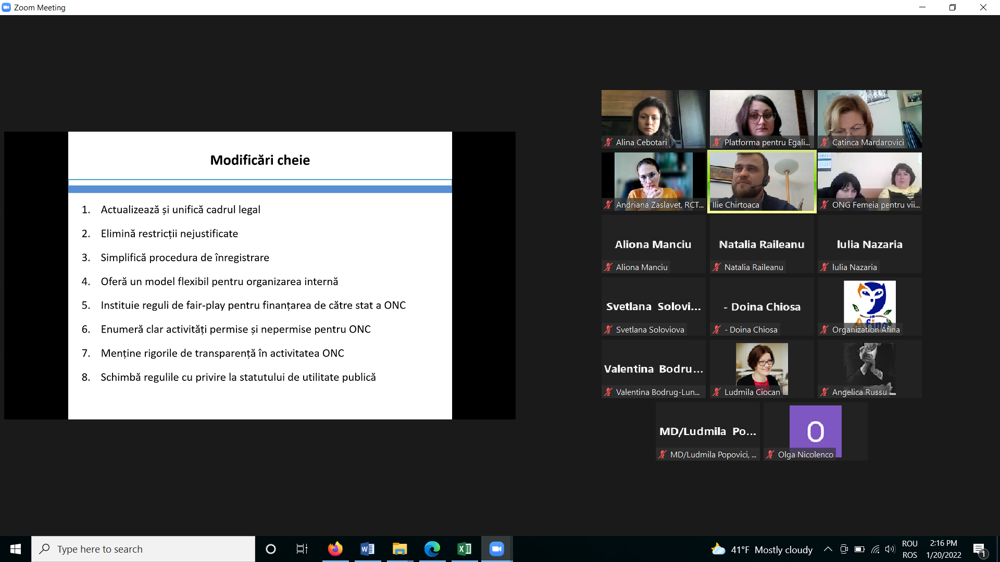 Zoom Meeting
Modificări cheie
1. Actualizează și unifică cadrul legal
2. Elimină restricții nejustificate
3. Simplifică procedura de înregistrare
4. Oferă un model flexibil pentru organizarea internă
5. Instituie reguli de fair-play pentru finanțarea de către stat a ONC
6. Enumeră clar activități permise și nepermise pentru ONC
7. Menține rigorile de transparență în activitatea ONC
8. Schimbă regulile cu privire la statutului de utilitate publică
Alina Cebotari
Platforma pentru Egali...
Catinca Mardarovici
Andriana Zaslavet, RCT...
Ilie Chirtoaca
ONG Femeia pentru vii...
Aliona Manciu
Natalia Raileanu
Iulia Nazaria
Aliona Manciu
Natalia Raileanu
Iulia Nazaria
Svetlana Solovi...
- Doina Chiosa
Afina
Svetlana Soloviova
- Doina Chiosa
Organization Afina
Valentina Bodru...
Valentina Bodrug-Lun...
Ludmila Ciocan
Angelica Russu
MD/Ludmila Po...
O
MD/Ludmila Popovici, ...
Olga Nicolenco
Type here to search
41°F Mostly cloudy
ROU
ROS
2:16 PM
1/20/2022
1